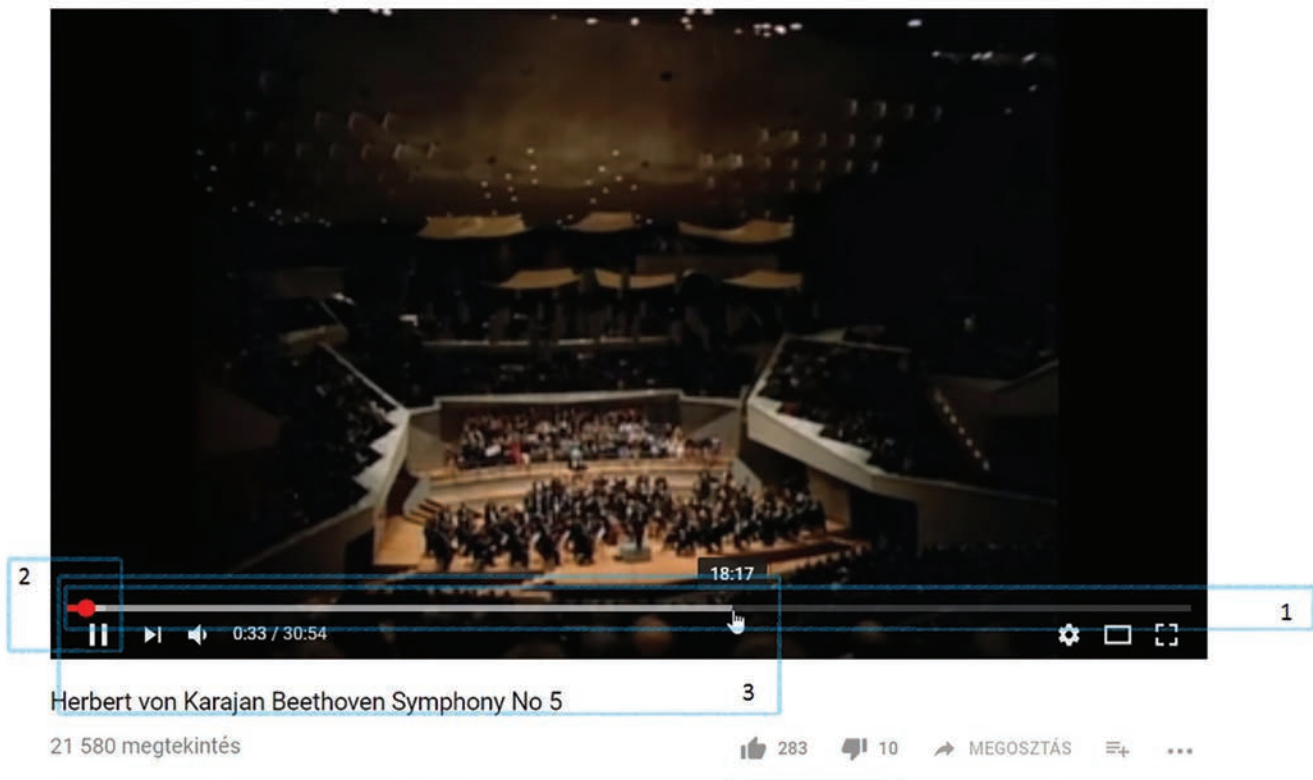 18:17
2
1
0:33 / 30:54
3
Herbert von Karajan Beethoven Symphony No 5
21 580 megtekintés 283 10 MEGOSZTÁS